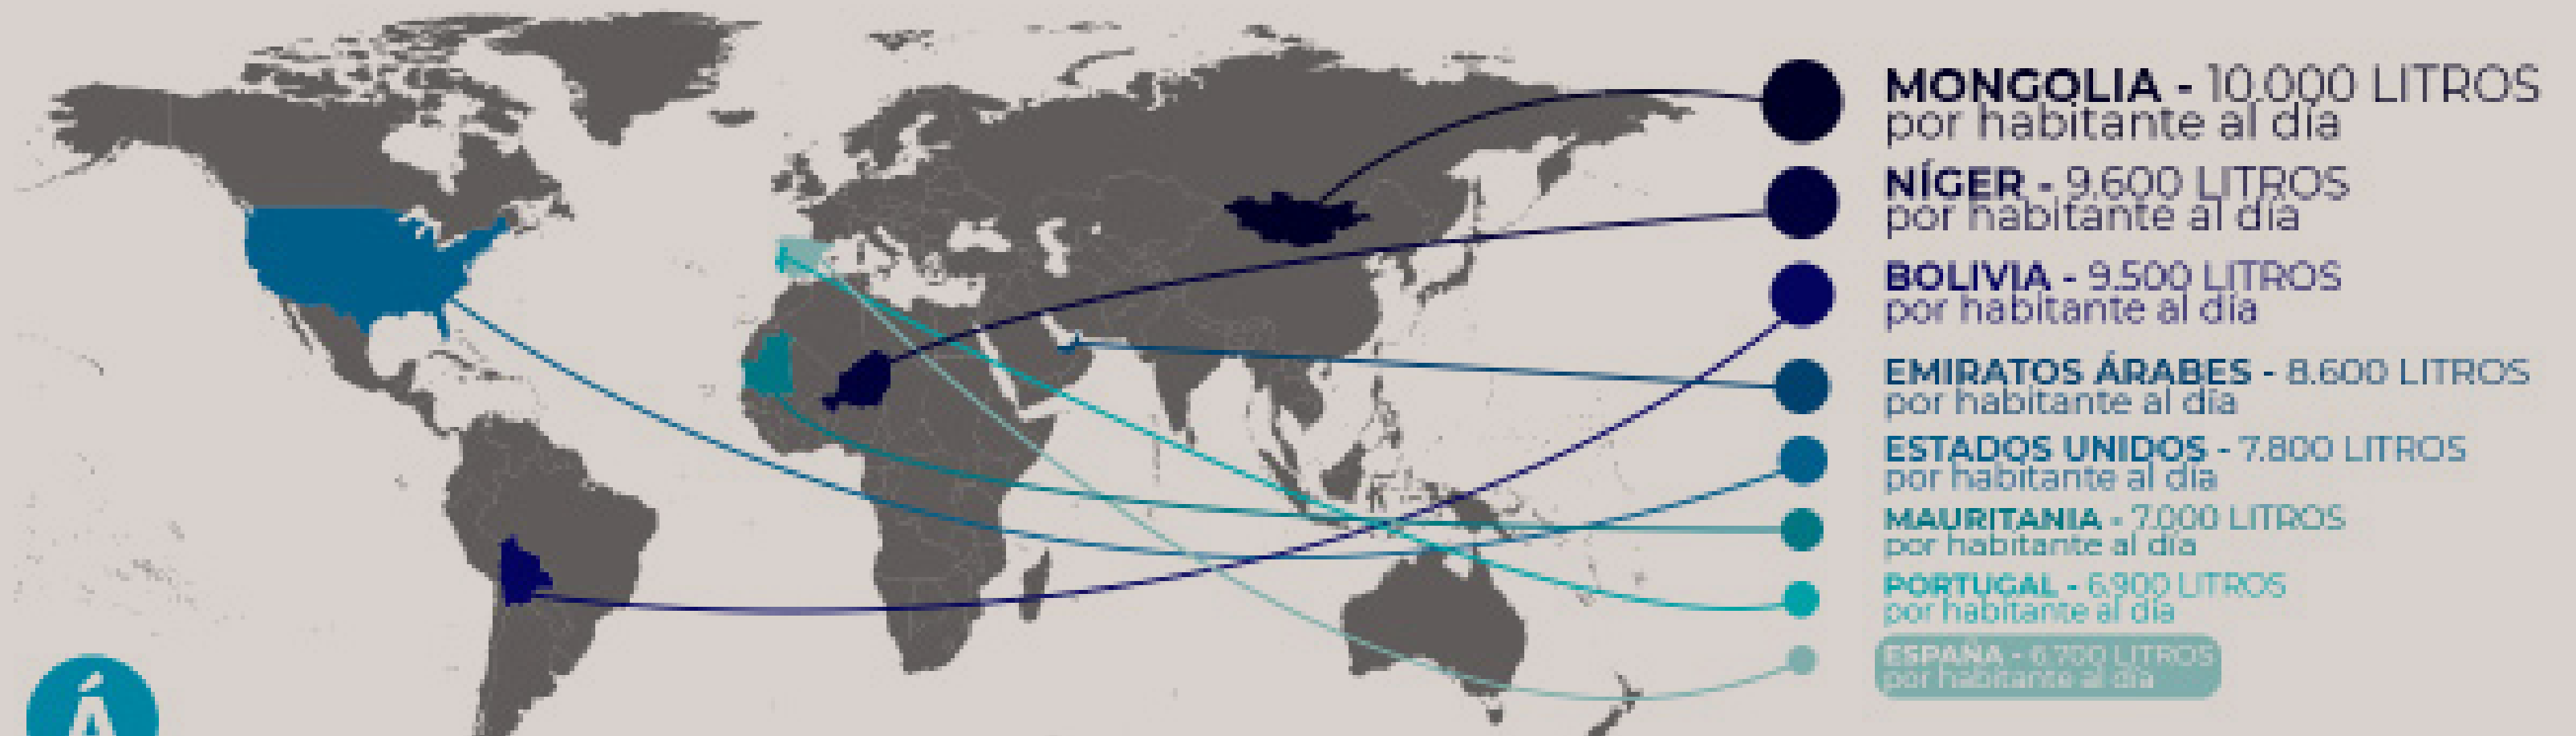 MONGOLIA - 10.000 LITROS
por habitante al día
NÍGER - 9.600 LITROS
por habitante al día
BOLIVIA - 9.500 LITROS
por habitante al día
EMIRATOS ÁRABES - 8.600 LITROS
por habitante al día
ESTADOS UNIDOS - 7.800 LITROS
por habitante al día
MAURITANIA - 7.000 LITROS
por habitante al día
PORTUGAL - 6.900 LITROS
por habitante al día
ESPAÑA - 6.700 LITROS
por habitante al día
Á